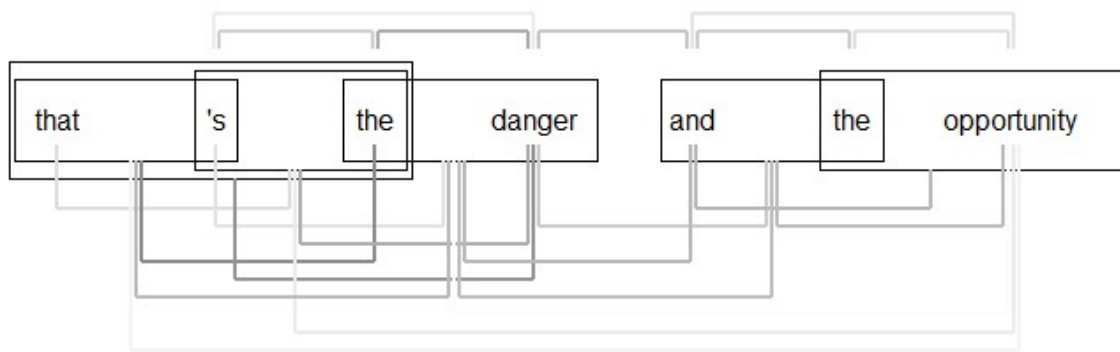 that 's the danger and the opportunity